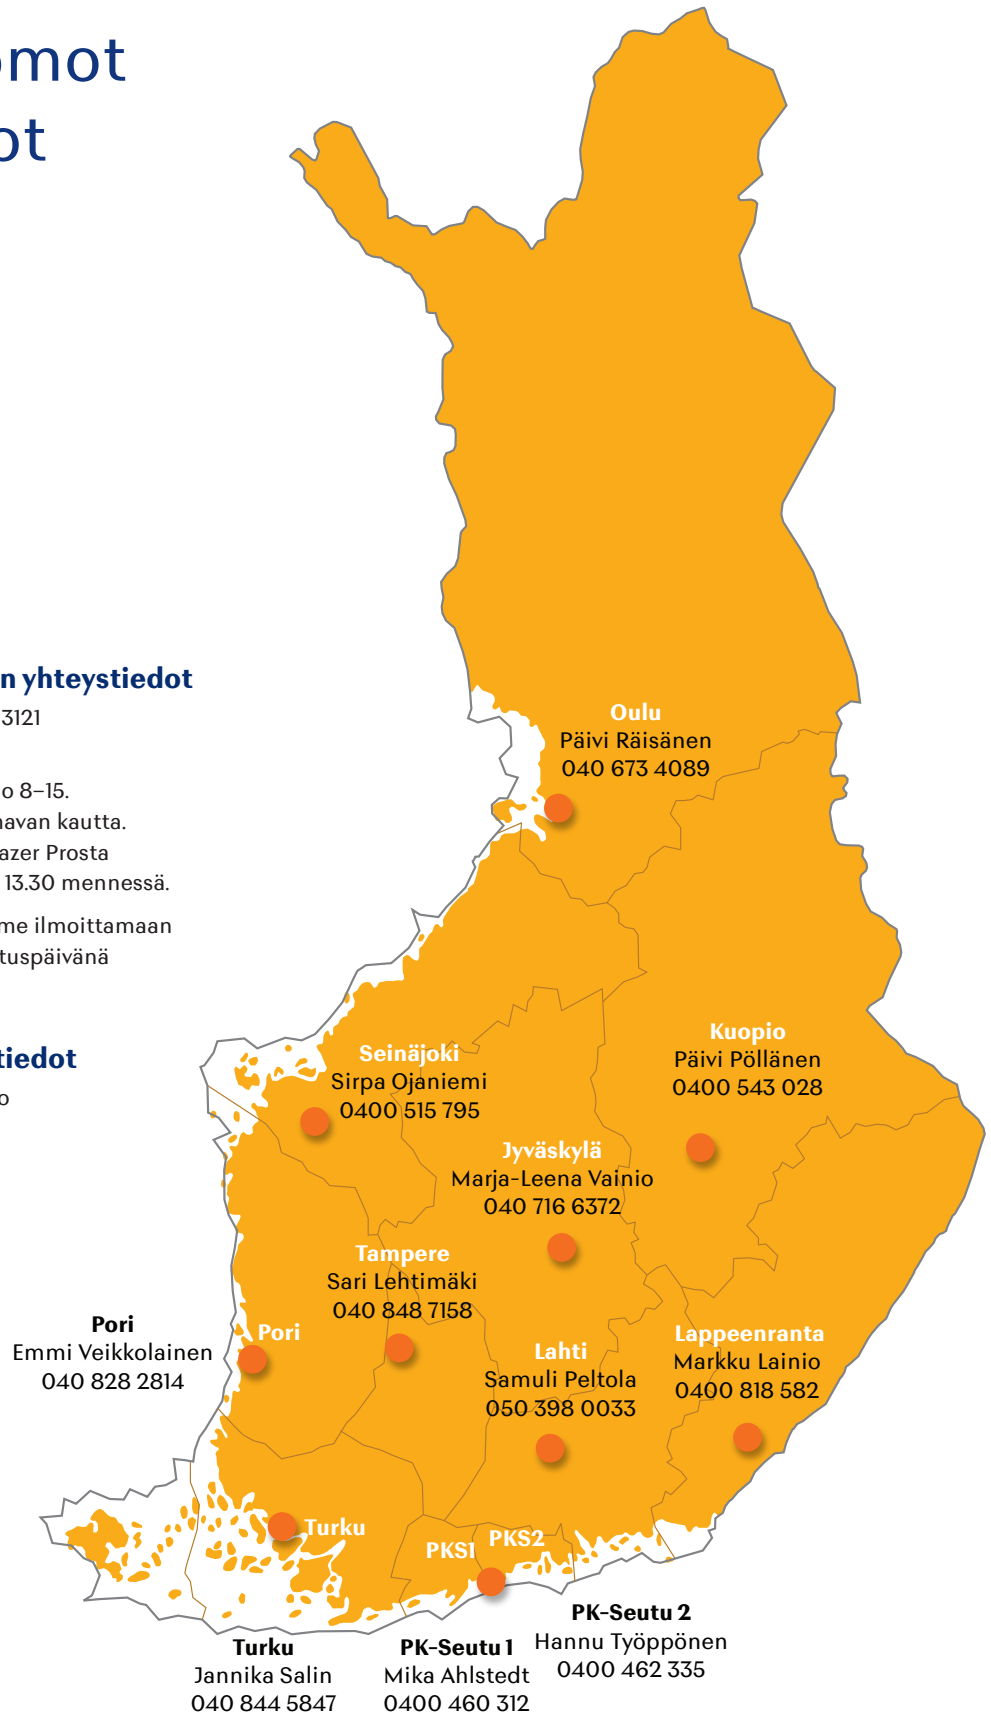 omot
ot
n yhteystiedot
3121
o 8–15.
navan kautta.
azer Prosta
13.30 mennessä.
me ilmoittamaan
tuspäivänä
tiedot
o
Oulu
Päivi Räisänen
040 673 4089
Kuopio
Päivi Pöllänen
0400 543 028
Seinäjoki
Sirpa Ojaniemi
0400 515 795
Jyväskylä
Marja-Leena Vainio
040 716 6372
Tampere
Sari Lehtimäki
040 848 7158
Pori
Emmi Veikkolainen
040 828 2814
Pori
Lahti
Samuli Peltola
050 398 0033
Lappeenranta
Markku Lainio
0400 818 582
Turku
PKS1
PKS2
Turku
Jannika Salin
040 844 5847
PK-Seutu 1
Mika Ahlstedt
0400 460 312
PK-Seutu 2
Hannu Työppönen
0400 462 335